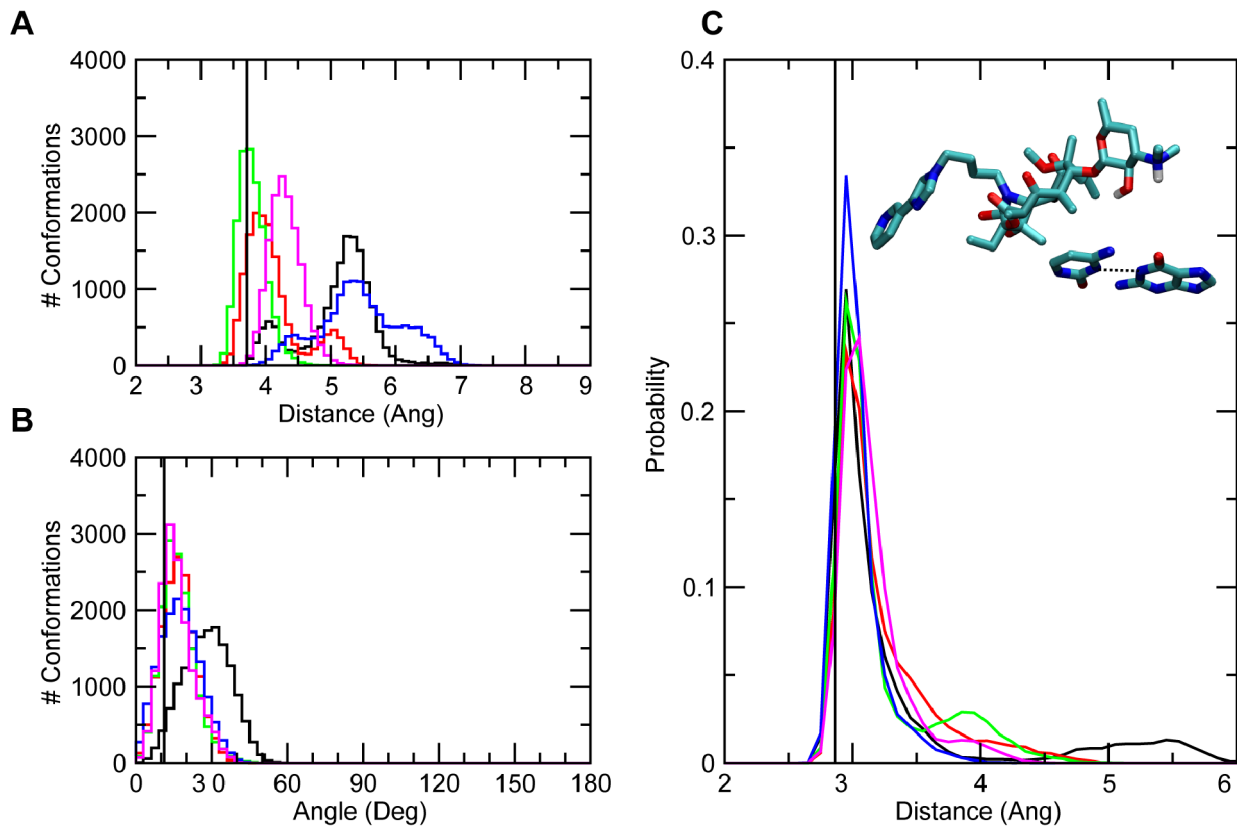 A
4000
3000
2000
1000
0
# Conformations
2 3 4 5 6 7 8 9
Distance (Ang)
B
4000
3000
2000
1000
0
# Conformations
0 30 60 90 120 150 180
Angle (Deg)
C
0.4
0.3
0.2
0.1
0
Probability
2 3 4 5 6
Distance (Ang)